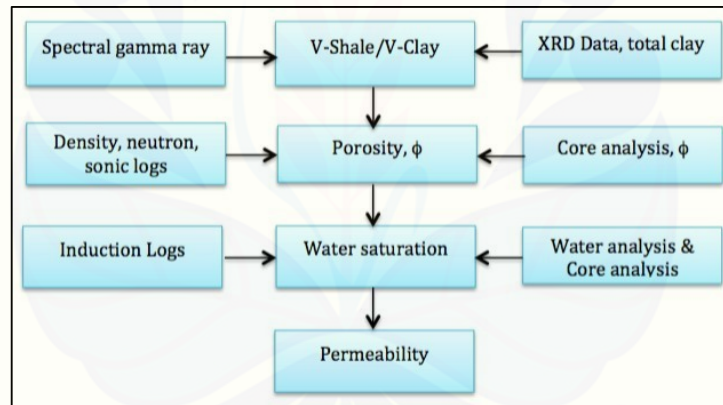 Spectral gamma ray
V-Shale/V-Clay
XRD Data, total clay
Density, neutron,
sonic logs
Porosity, ϕ
Core analysis, ϕ
Induction Logs
Water saturation
Water analysis &
Core analysis
Permeability